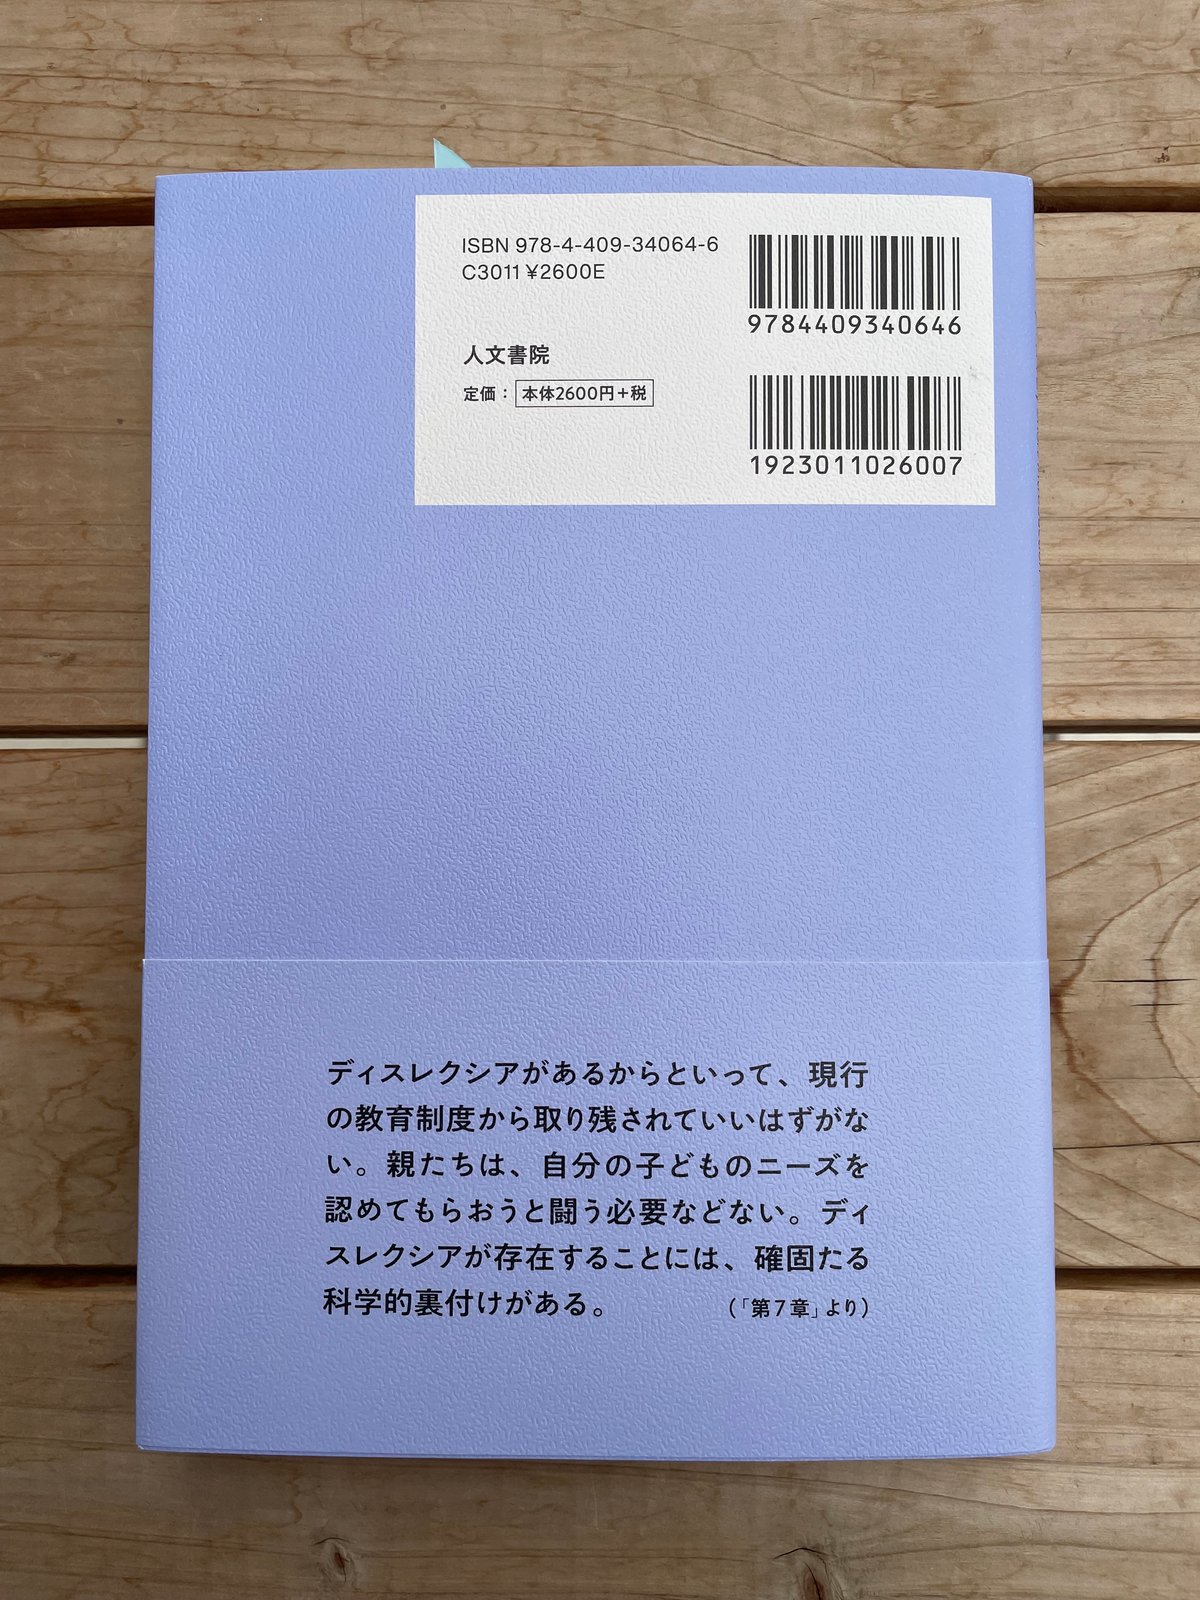 ISBN 978-4-409-34064-6
C3011 ¥2600E
人文書院
定価： 本体2600円＋税
9784409340646
1923011026007
ディスレクシアがあるからといって、現行
の教育制度から取り残されていいはずがな
い。親たちは、自分の子どものニーズを
認めてもらおうと闘う必要などない。ディ
スレクシアが存在することには、確固たる
科学的裏付けがある。 （「第７章」より）